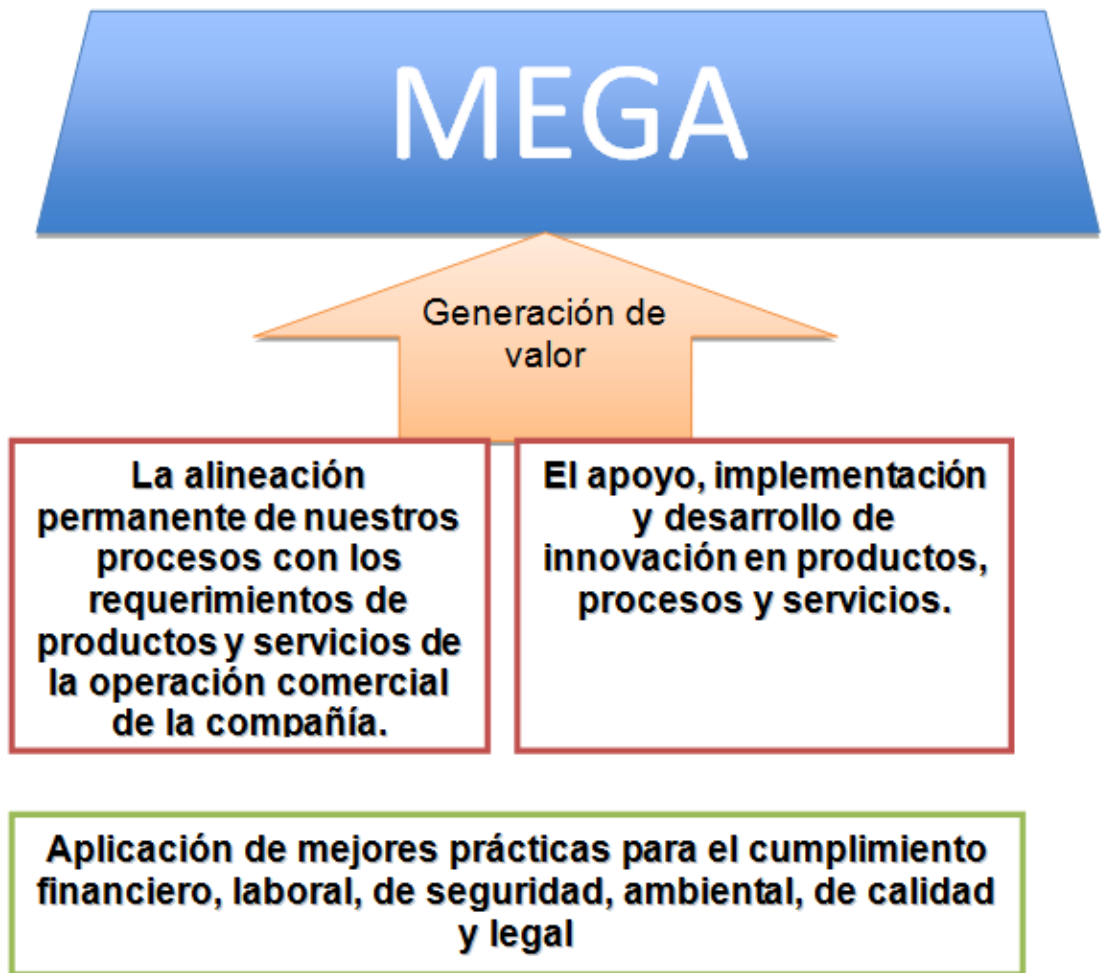 MEGA
Generación de
valor
La alineación
permanente de nuestros
procesos con los
requerimientos de
productos y servicios de
la operación comercial
de la compañía.
El apoyo, implementación
y desarrollo de
innovación en productos,
procesos y servicios.
Aplicación de mejores prácticas para el cumplimiento
financiero, laboral, de seguridad, ambiental, de calidad
y legal